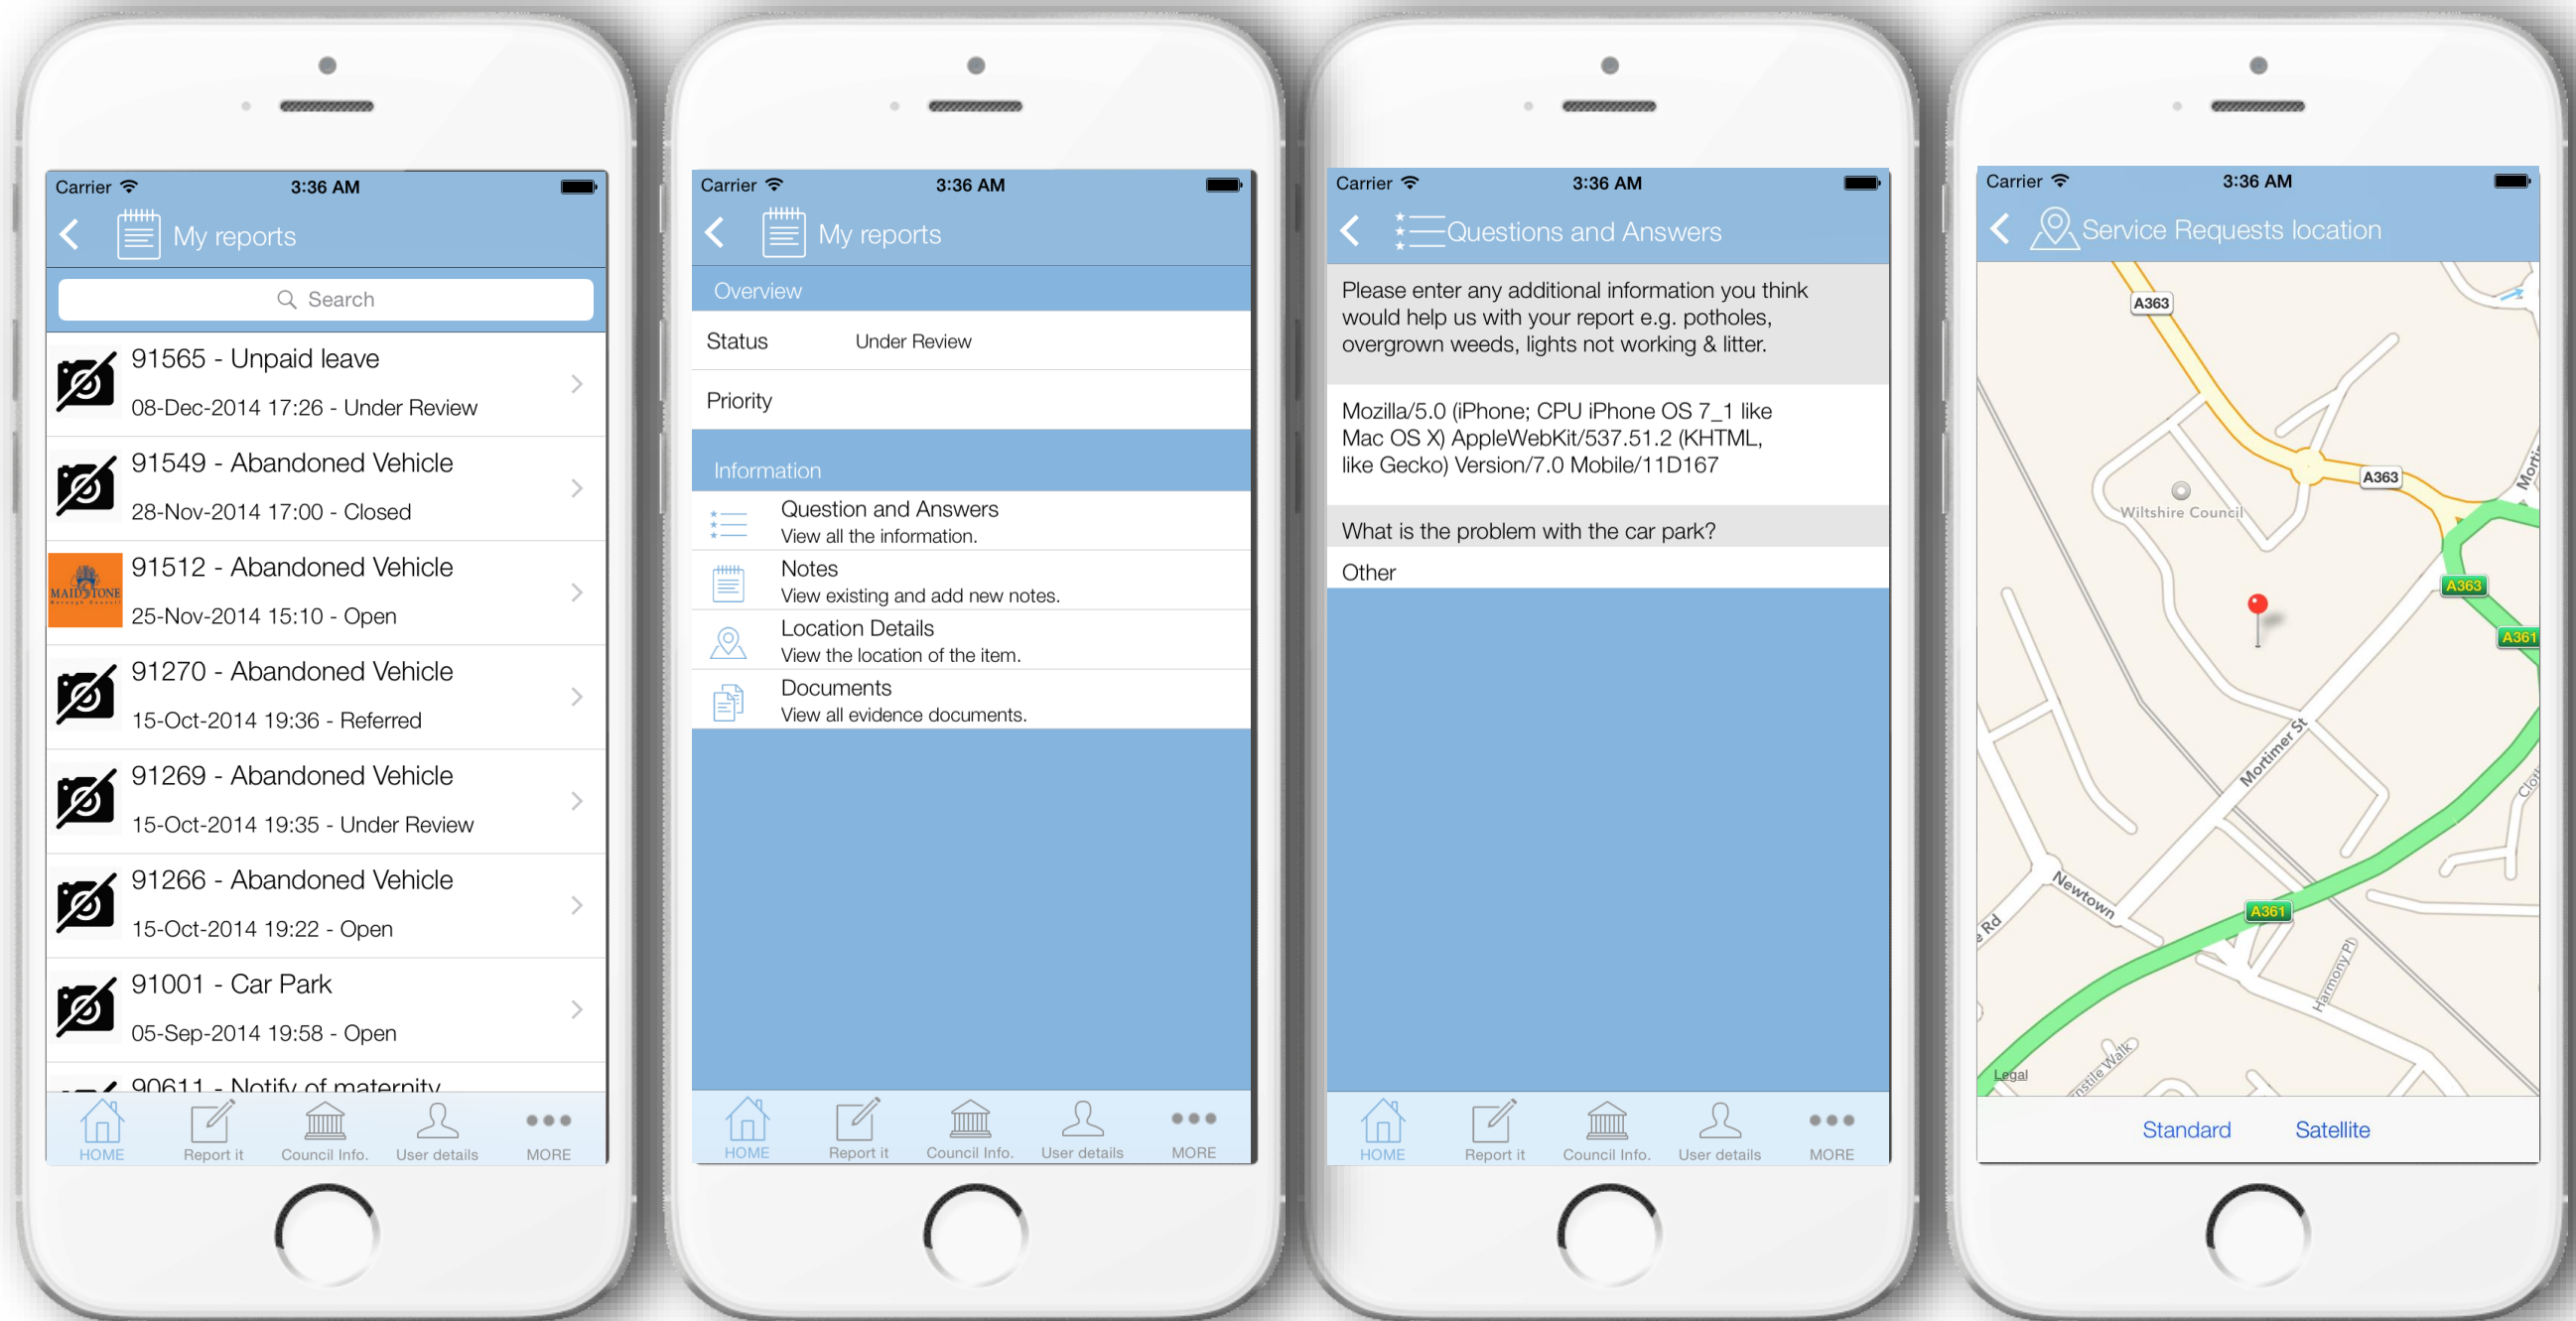 Carrier 3:36 AM
My reports
Search
91565 - Unpaid leave
08-Dec-2014 17:26 - Under Review
91549 - Abandoned Vehicle
28-Nov-2014 17:00 - Closed
MAIDSTONE
Borough Council
91512 - Abandoned Vehicle
25-Nov-2014 15:10 - Open
91270 - Abandoned Vehicle
15-Oct-2014 19:36 - Referred
91269 - Abandoned Vehicle
15-Oct-2014 19:35 - Under Review
91266 - Abandoned Vehicle
15-Oct-2014 19:22 - Open
91001 - Car Park
05-Sep-2014 19:58 - Open
90611 - Notify of maternity
HOME Report it Council Info. User details MORE
Carrier 3:36 AM
My reports
Overview
Status Under Review
Priority
Information
Question and Answers
View all the information.
Notes
View existing and add new notes.
Location Details
View the location of the item.
Documents
View all evidence documents.
HOME Report it Council Info. User details MORE
Carrier 3:36 AM
Questions and Answers
Please enter any additional information you think
would help us with your report e.g. potholes,
overgrown weeds, lights not working & litter.
Mozilla/5.0 (iPhone; CPU iPhone OS 7_1 like
Mac OS X) AppleWebKit/537.51.2 (KHTML,
like Gecko) Version/7.0 Mobile/11D167
What is the problem with the car park?
Other
HOME Report it Council Info. User details MORE
Carrier 3:36 AM
Service Requests location
A363
A363
Morti
Wiltshire Council
A363
A361
Mortimer St
Clot
Newtown
A361
e Rd
Harmony Pl
nstile Walk
Legal
Standard Satellite